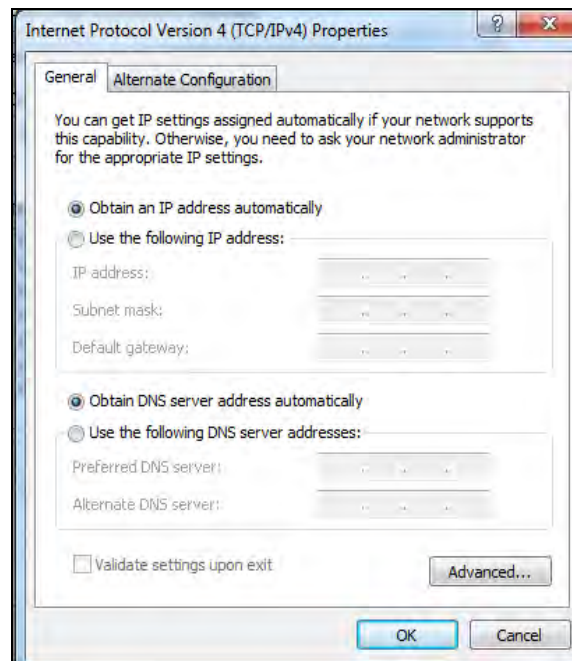 Internet Protocol Version 4 (TCP/IPv4) Properties
?
General
Alternate Configuration
You can get IP settings assigned automatically if your network supports
this capability. Otherwise, you need to ask your network administrator
for the appropriate IP settings.
Obtain an IP address automatically
Use the following IP address:
IP address:
Subnet mask:
Default gateway:
Obtain DNS server address automatically
Use the following DNS server addresses:
Preferred DNS server:
Alternate DNS server:
Validate settings upon exit
Advanced...
OK
Cancel